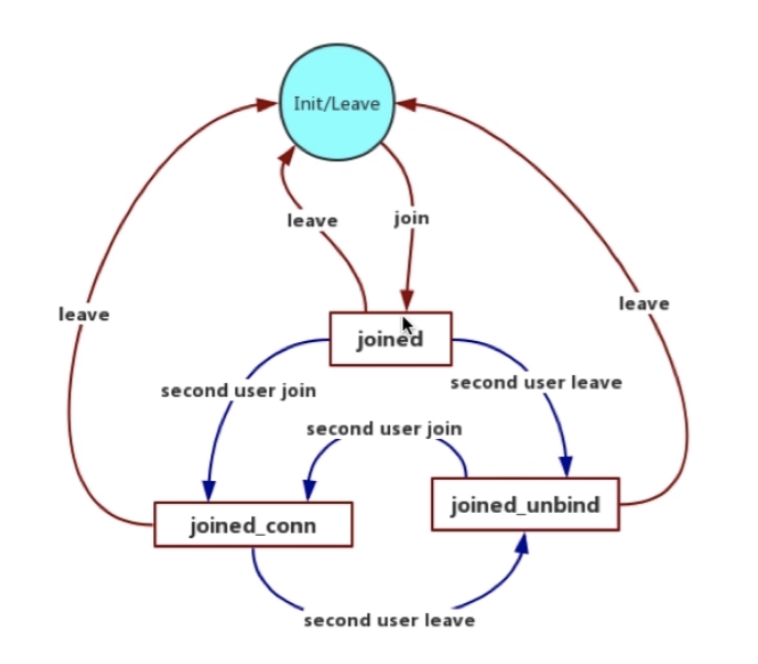 Init/Leave
leave
join
leave
leave
joined
second user join
second user leave
second user join
joined_unbind
joined_conn
second user leave